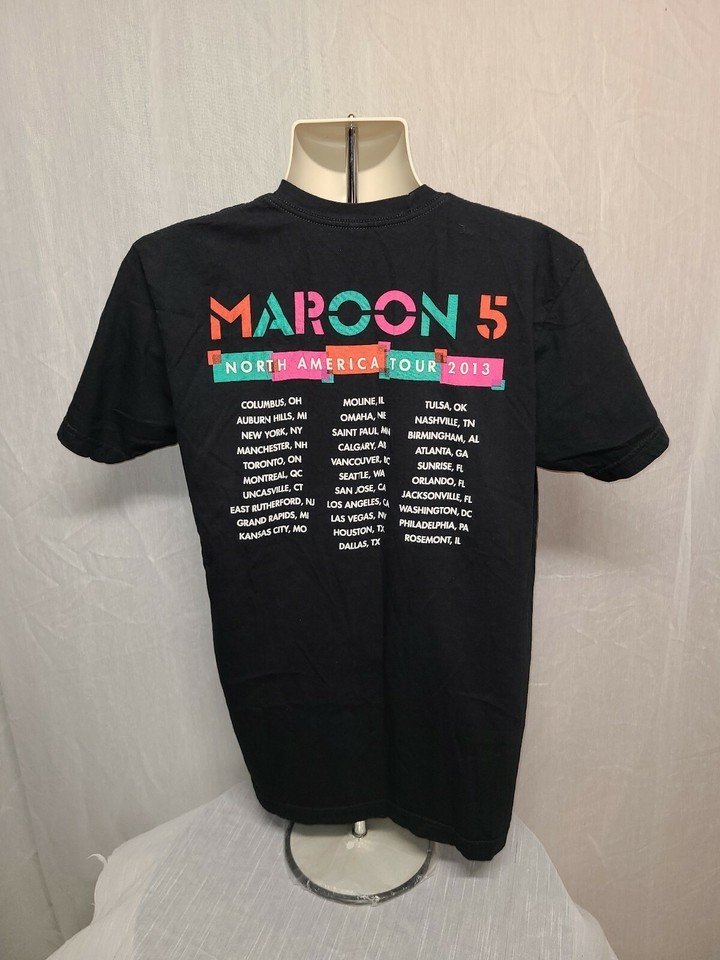 MAROON 5
NORTH AMERICA TOUR 2013
COLUMBUS, OH
AUBURN HILLS, MI
NEW YORK, NY
MANCHESTER, NH
TORONTO, ON
MONTREAL, QC
UNCASVILLE, CT
EAST RUTHERFORD, NJ
GRAND RAPIDS, MI
KANSAS CITY, MO
MOLINE, IL
OMAHA, NE
SAINT PAUL, MN
CALGARY, AB
VANCOUVER, BC
SEATTLE, WA
SAN JOSE, CA
LOS ANGELES, CA
LAS VEGAS, NV
HOUSTON, TX
DALLAS, TX
TULSA, OK
NASHVILLE, TN
BIRMINGHAM, AL
ATLANTA, GA
SUNRISE, FL
ORLANDO, FL
JACKSONVILLE, FL
WASHINGTON, DC
PHILADELPHIA, PA
ROSEMONT, IL